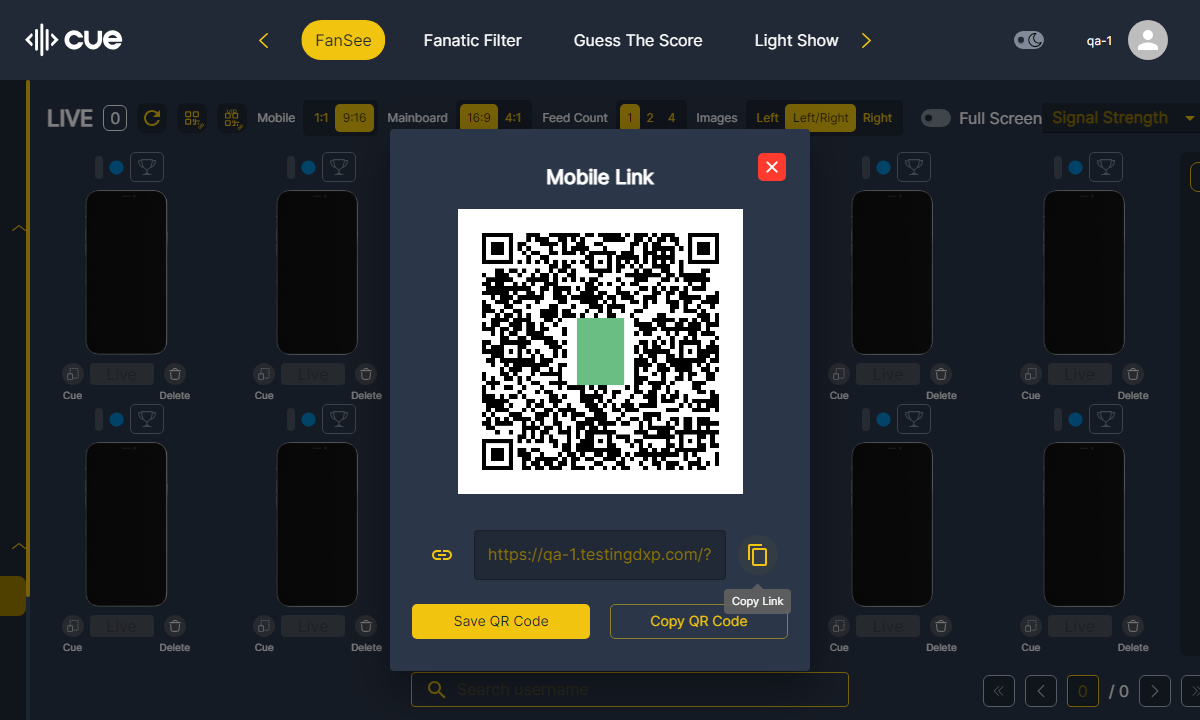 cue
FanSee
Fanatic Filter
Guess The Score
Light Show
qa-1
LIVE 0
Mobile 1:1 9:16 Mainboard 16:9 4:1 Feed Count 1 2 4 Images Left Left/Right Right Full Screen Signal Strength
Mobile Link
Live Live Live Live
Cue Delete Cue Delete Cue Delete Cue Delete
https://qa-1.testingdxp.com/?
Copy Link
Save QR Code Copy QR Code
Live Live Live Live
Cue Delete Cue Delete Cue Delete Cue Delete
Search username
0 / 0